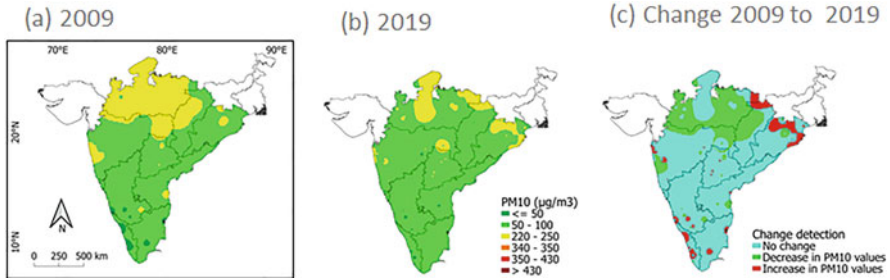 (a) 2009
(b) 2019
(c) Change 2009 to 2019
70°E 80°E 90°E
20°N
10°N
N
0 250 500 km
PM10 (µg/m3)
<= 50
50 - 100
220 - 250
340 - 350
350 - 430
> 430
Change detection
No change
Decrease in PM10 values
Increase in PM10 values